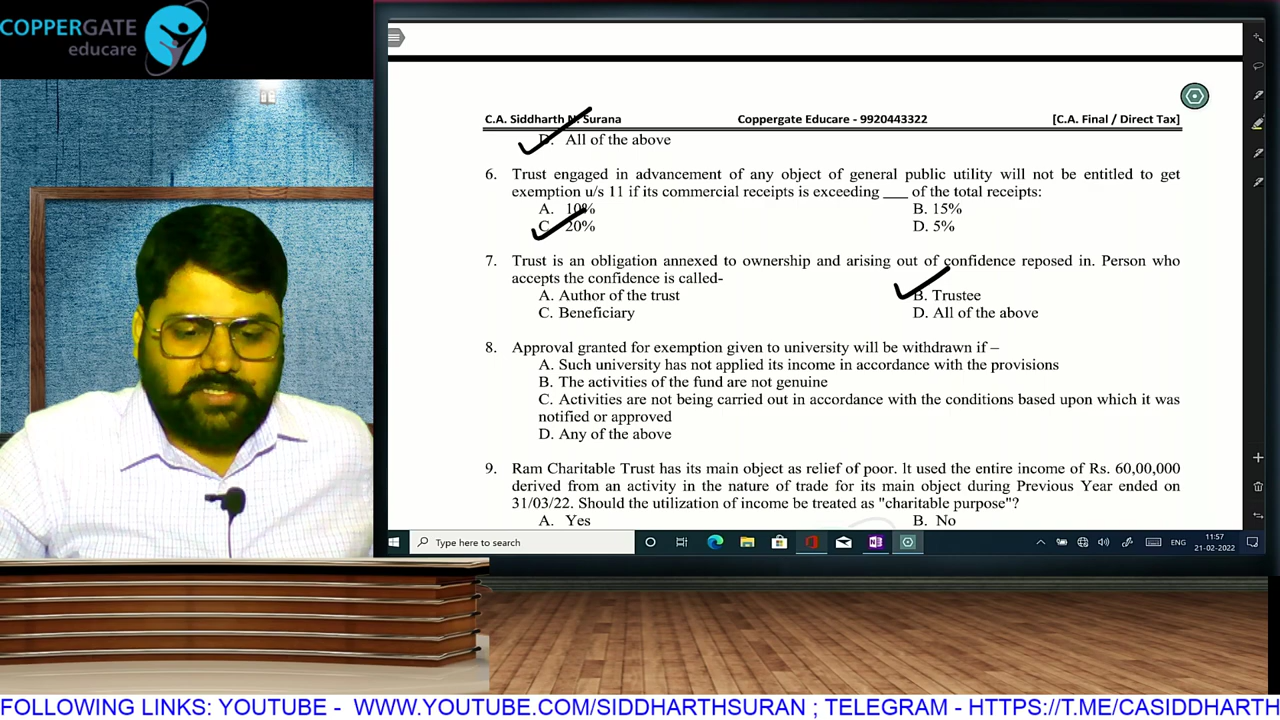 COPPERGATE
educare
C.A. Siddharth N. Surana Coppergate Educare - 9920443322 [C.A. Final / Direct Tax]
D. All of the above
6. Trust engaged in advancement of any object of general public utility will not be entitled to get
exemption u/s 11 if its commercial receipts is exceeding ___ of the total receipts:
A. 10% B. 15%
C. 20% D. 5%
7. Trust is an obligation annexed to ownership and arising out of confidence reposed in. Person who
accepts the confidence is called-
A. Author of the trust B. Trustee
C. Beneficiary D. All of the above
8. Approval granted for exemption given to university will be withdrawn if –
A. Such university has not applied its income in accordance with the provisions
B. The activities of the fund are not genuine
C. Activities are not being carried out in accordance with the conditions based upon which it was
notified or approved
D. Any of the above
9. Ram Charitable Trust has its main object as relief of poor. It used the entire income of Rs. 60,00,000
derived from an activity in the nature of trade for its main object during Previous Year ended on
31/03/22. Should the utilization of income be treated as "charitable purpose"?
A. Yes B. No
Type here to search
ENG
11:57
21-02-2022
FOLLOWING LINKS: YOUTUBE - WWW.YOUTUBE.COM/SIDDHARTHSURAN ; TELEGRAM - HTTPS://T.ME/CASIDDHARTH